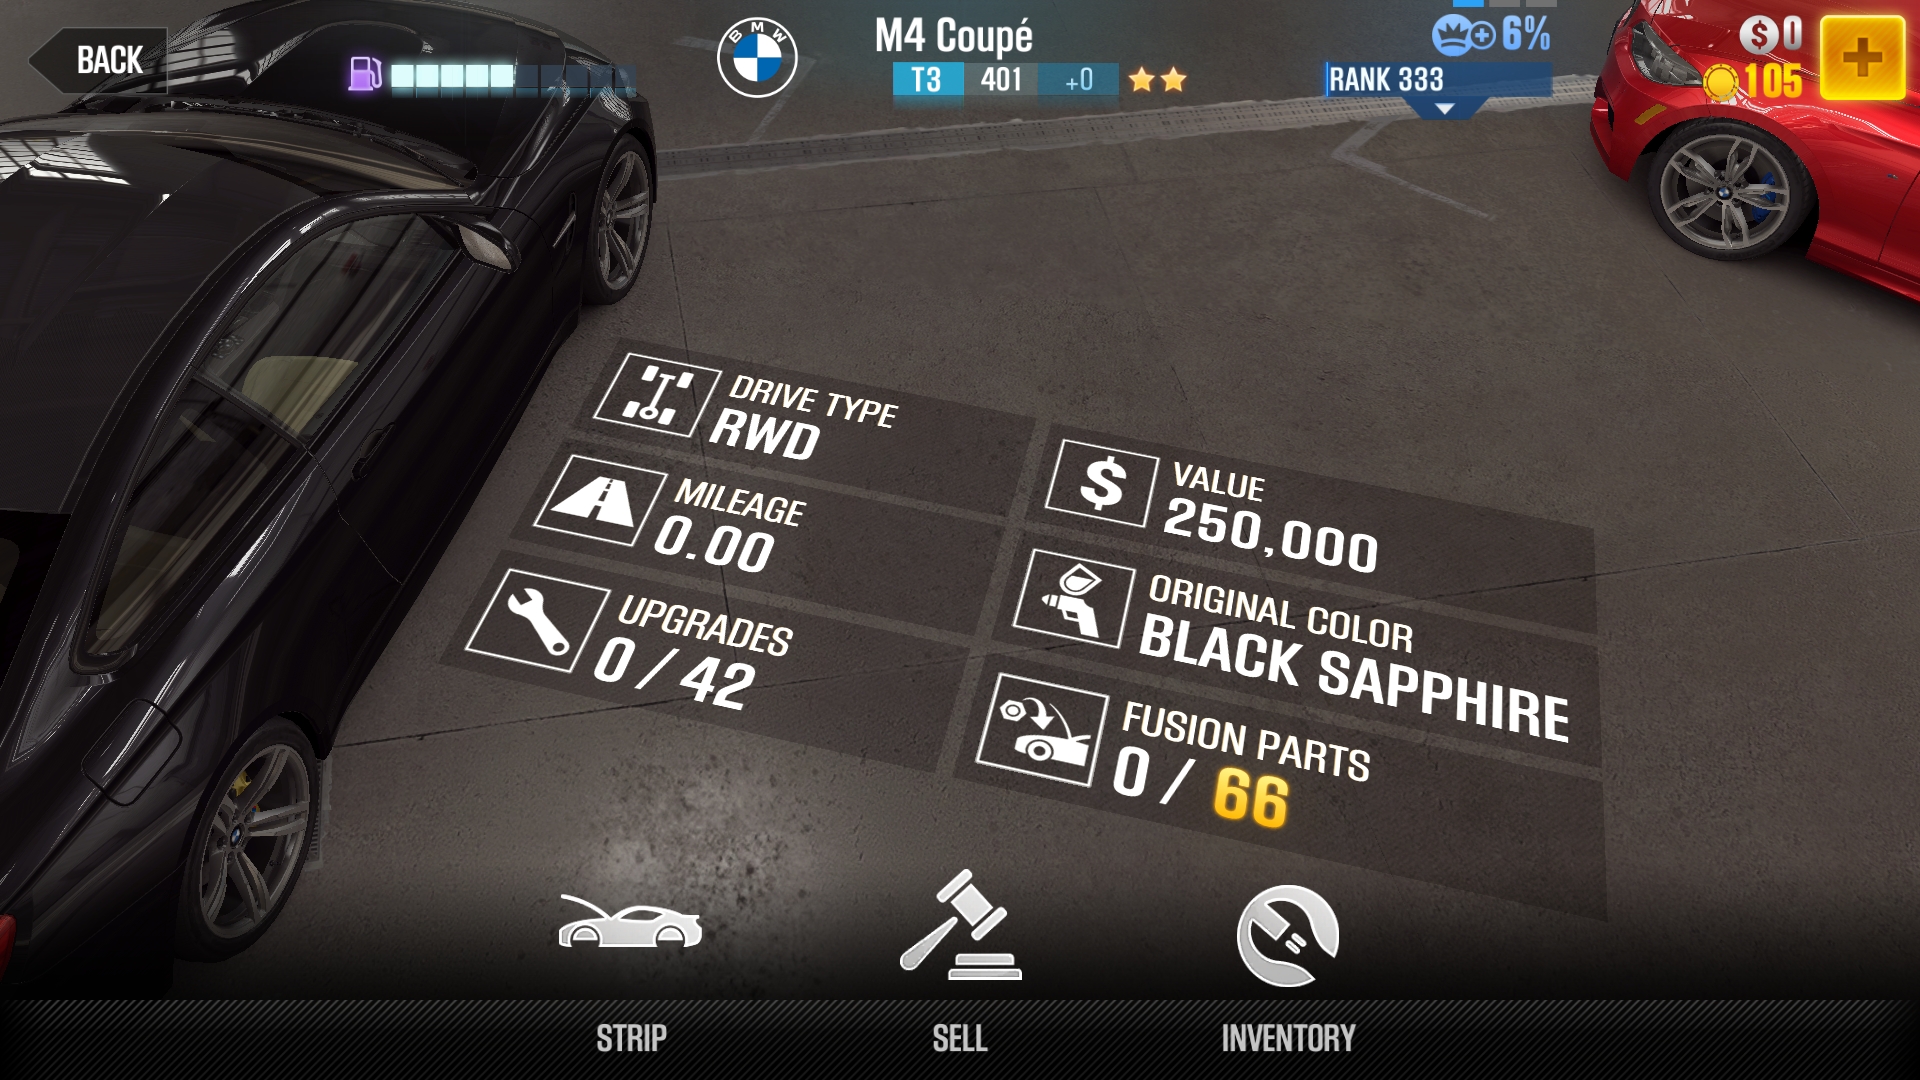 BACK
BMW
M4 Coupé
T3 401 +0
6%
RANK 333
$ 0
105
DRIVE TYPE
RWD
MILEAGE
0.00
UPGRADES
0 / 42
$ VALUE
250,000
ORIGINAL COLOR
BLACK SAPPHIRE
FUSION PARTS
0 / 66
STRIP
SELL
INVENTORY